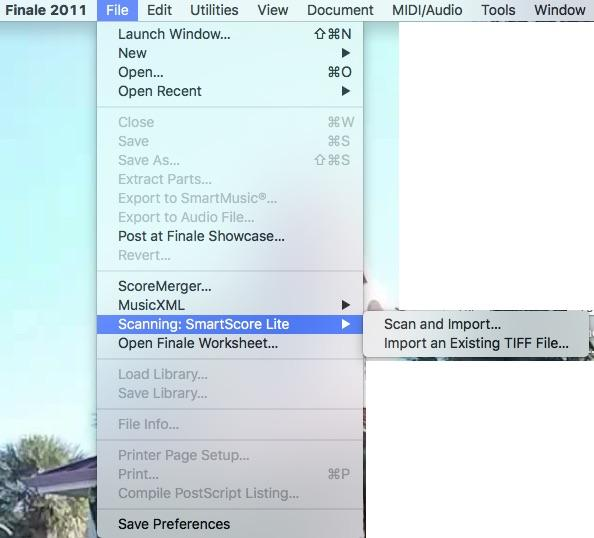 Finale 2011 File Edit Utilities View Document MIDI/Audio Tools Window
Launch Window... ⇧⌘N
New ▶
Open... ⌘O
Open Recent ▶
Close ⌘W
Save ⌘S
Save As... ⇧⌘S
Extract Parts...
Export to SmartMusic®...
Export to Audio File...
Post at Finale Showcase...
Revert...
ScoreMerger...
MusicXML ▶
Scanning: SmartScore Lite ▶ Scan and Import...
Open Finale Worksheet... Import an Existing TIFF File...
Load Library...
Save Library...
File Info...
Printer Page Setup...
Print... ⌘P
Compile PostScript Listing...
Save Preferences